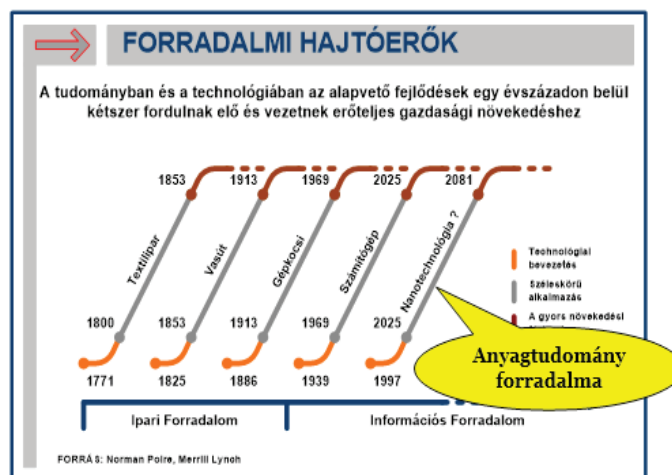 FORRADALMI HAJTÓERŐK
A tudományban és a technológiában az alapvető fejlődések egy évszázadon belül
kétszer fordulnak elő és vezetnek erőteljes gazdasági növekedéshez
1853 1913 1969 2025 2081
Textilipar
Vasút
Gépkocsi
Számítógép
Nanotechnológia ?
Technológiai
bevezetés
Széleskörű
alkalmazás
A gyors növekedési
1800 1853 1913 1969 2025
Anyagtudomány
forradalma
1771 1825 1886 1939 1997
Ipari Forradalom Információs Forradalom
FORRÁS: Norman Poire, Merrill Lynch